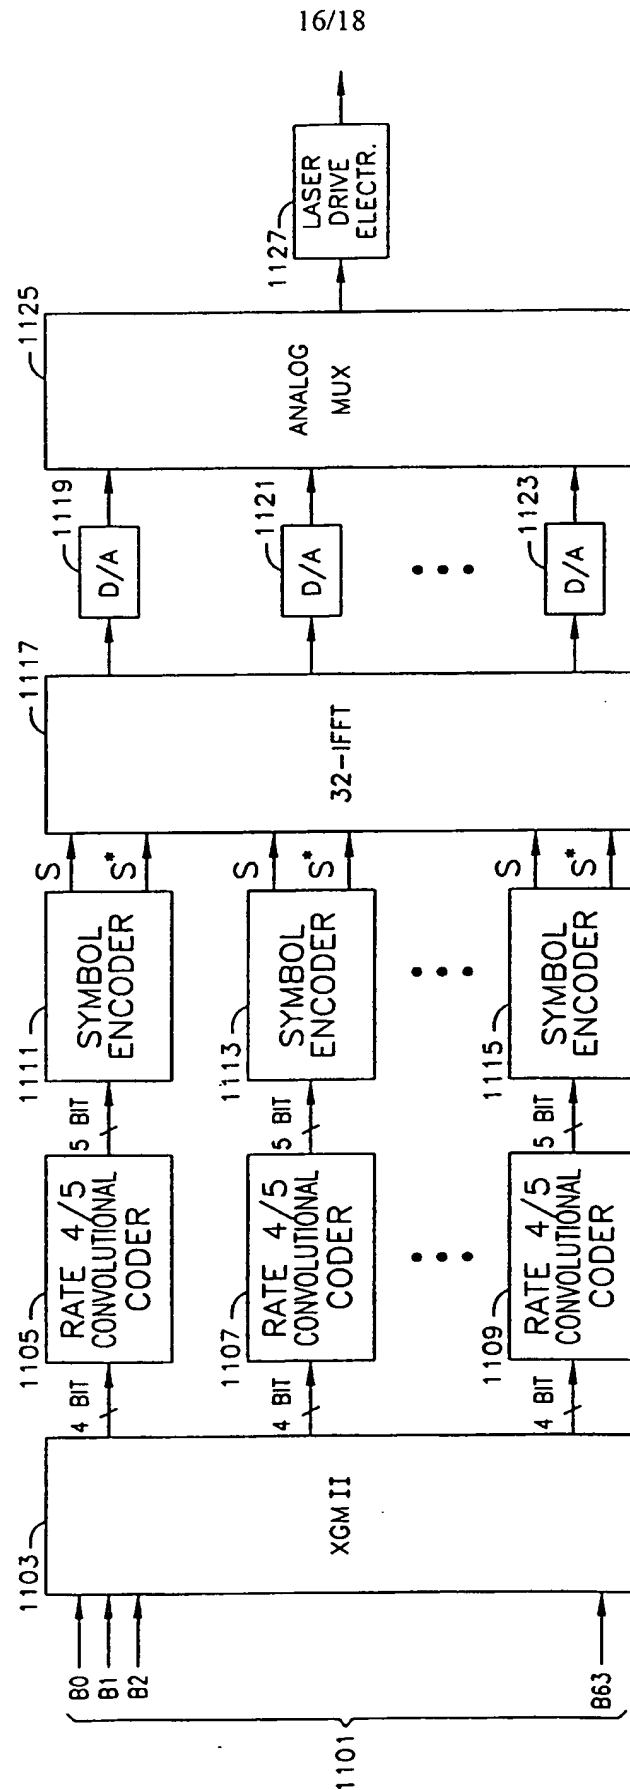 16/18
1101
B0
B1
B2
B63
1103
XGM II
4 BIT
4 BIT
4 BIT
1105
RATE 4/5
CONVOLUTIONAL
CODER
1107
RATE 4/5
CONVOLUTIONAL
CODER
1109
RATE 4/5
CONVOLUTIONAL
CODER
5 BIT
5 BIT
5 BIT
1111
SYMBOL
ENCODER
1113
SYMBOL
ENCODER
1115
SYMBOL
ENCODER
S
S*
S
S*
S
S*
1117
32-IFFT
1119
D/A
1121
D/A
1123
D/A
1125
ANALOG
MUX
1127
LASER
DRIVE
ELECTR.